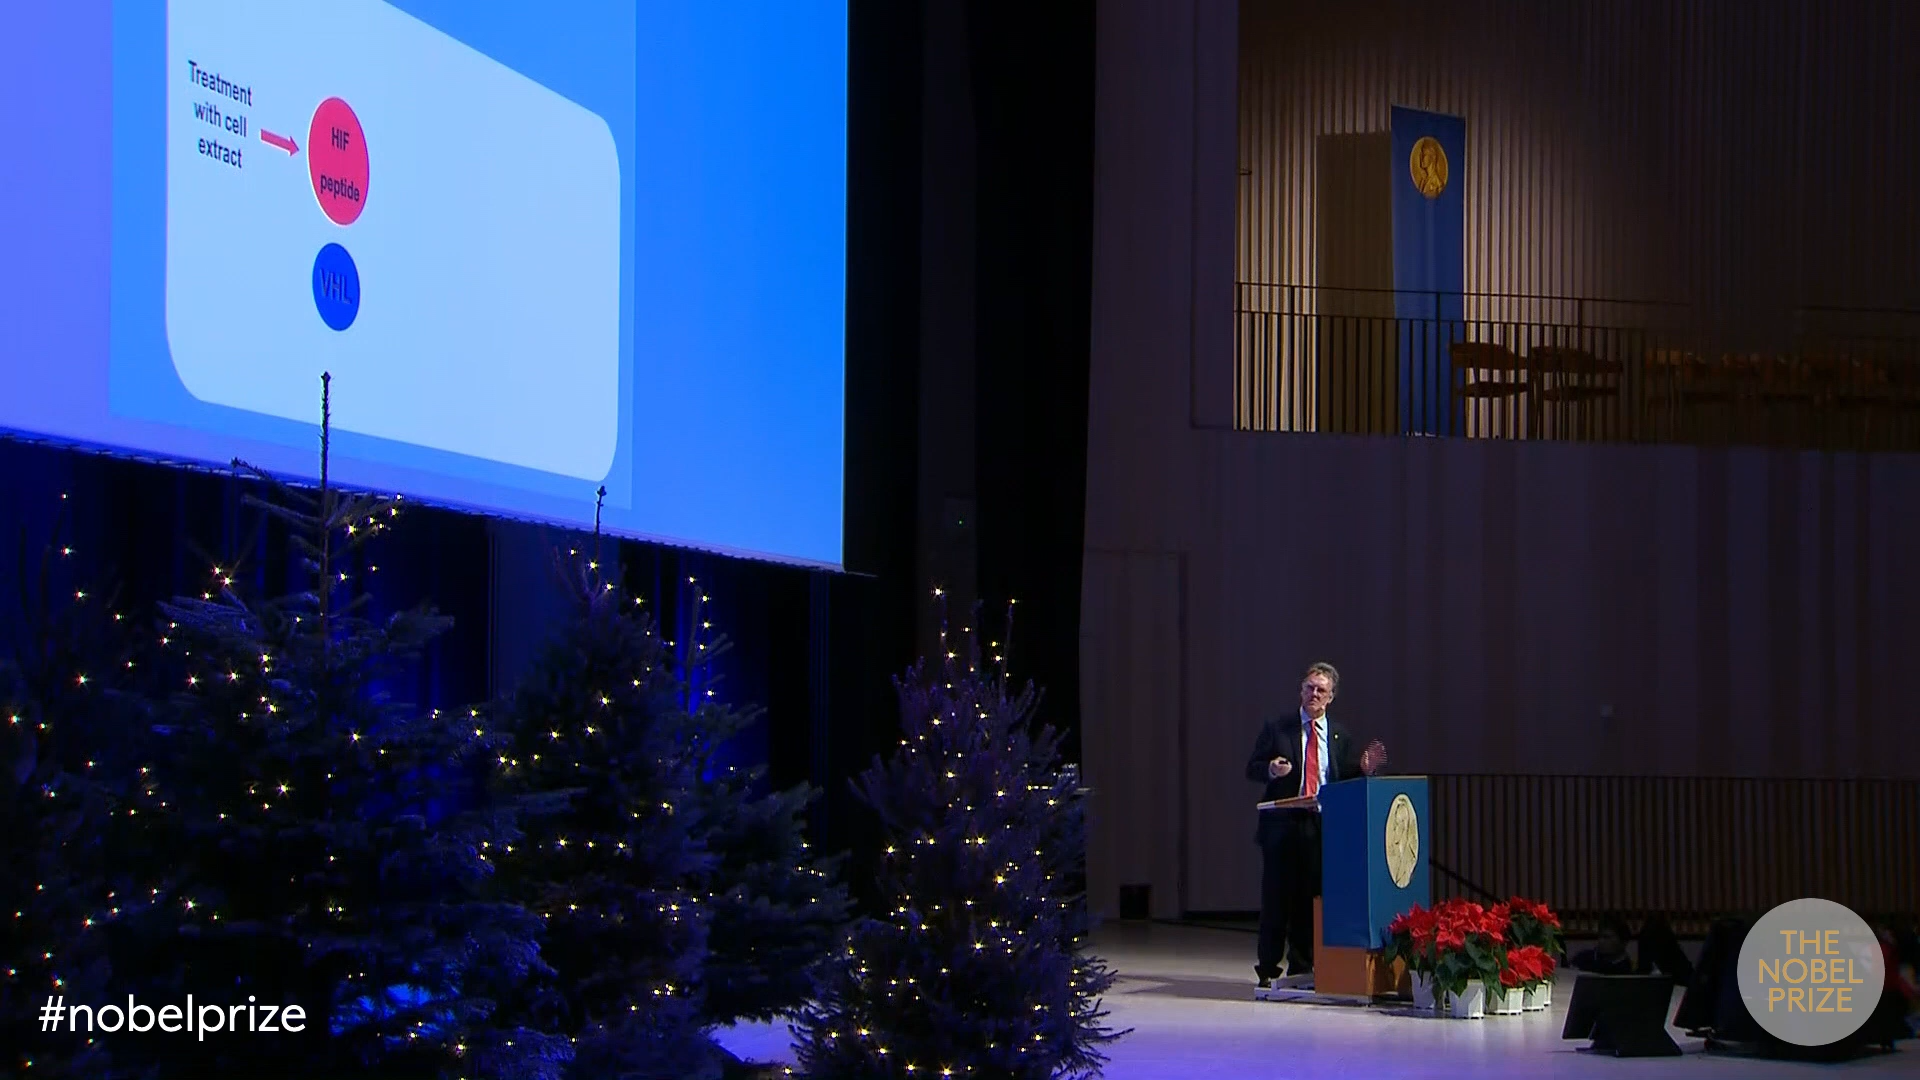 Treatment
with cell
extract
HIF
peptide
VHL
#nobelprize
THE
NOBEL
PRIZE